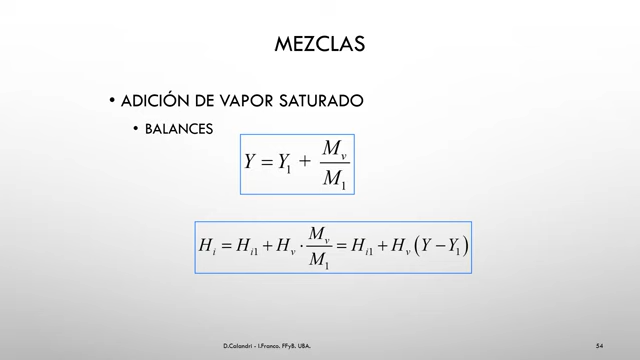 MEZCLAS
• ADICIÓN DE VAPOR SATURADO
• BALANCES
Y = Y₁ + Mᵥ / M₁
Hᵢ = Hᵢ₁ + Hᵥ · Mᵥ / M₁ = Hᵢ₁ + Hᵥ (Y − Y₁)
D.Calandri - I.Franco. FFyB, UBA. 54